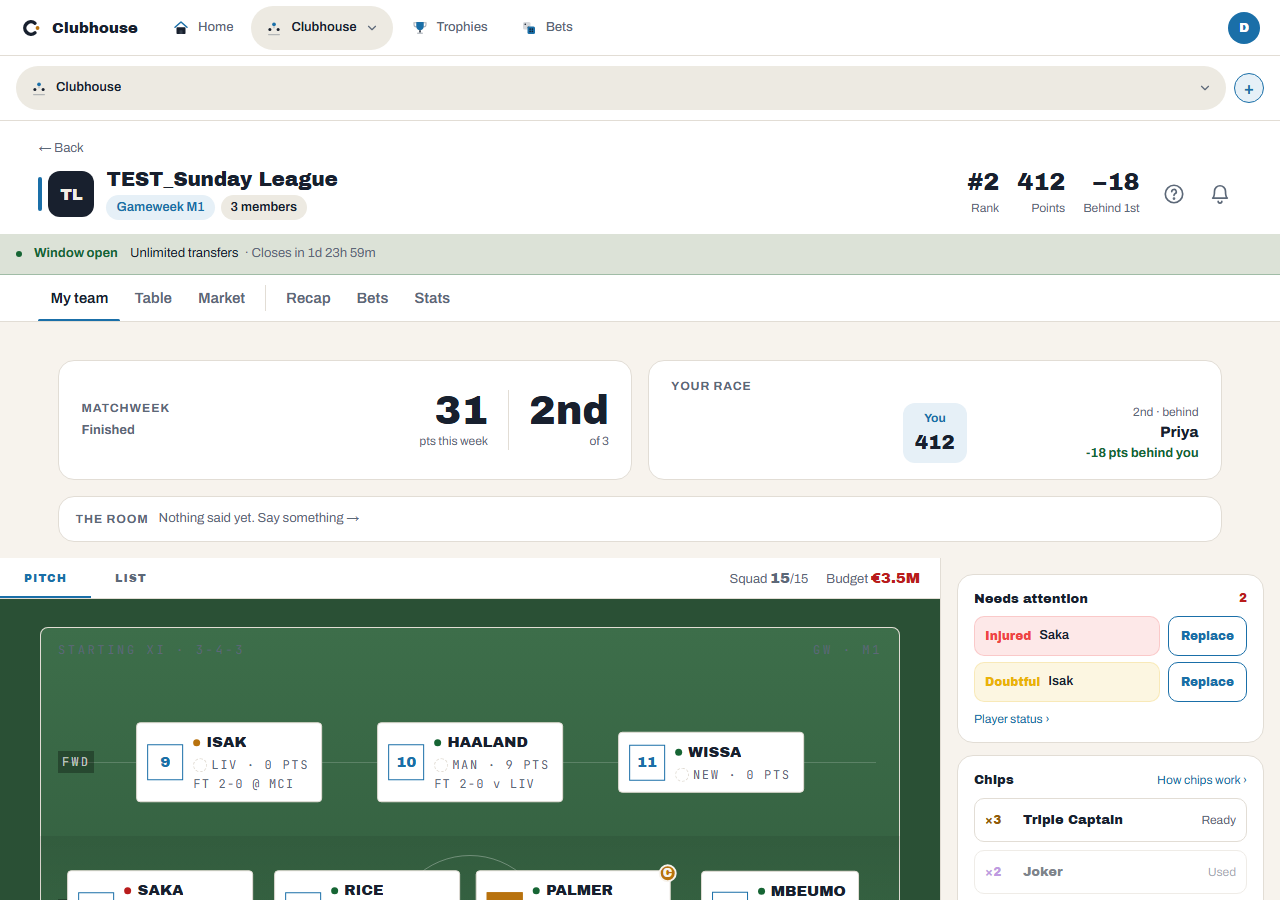 Clubhouse
Home
Clubhouse
Trophies
Bets
D
Clubhouse
+
← Back
TL
TEST_Sunday League
Gameweek M1
3 members
#2
Rank
412
Points
–18
Behind 1st
Window open Unlimited transfers · Closes in 1d 23h 59m
My team
Table
Market
Recap
Bets
Stats
MATCHWEEK
Finished
31
pts this week
2nd
of 3
YOUR RACE
You
412
2nd · behind
Priya
-18 pts behind you
THE ROOM Nothing said yet. Say something →
PITCH
LIST
Squad 15/15
Budget €3.5M
STARTING XI · 3-4-3
FWD
9
ISAK
LIV · 0 PTS
FT 2-0 @ MCI
10
HAALAND
MAN · 9 PTS
FT 2-0 v LIV
11
WISSA
NEW · 0 PTS
SAKA
RICE
PALMER
C
MBEUMO
Needs attention
2
Injured Saka
Replace
Doubtful Isak
Replace
Player status ›
Chips
How chips work ›
×3 Triple Captain Ready
×2 Joker Used